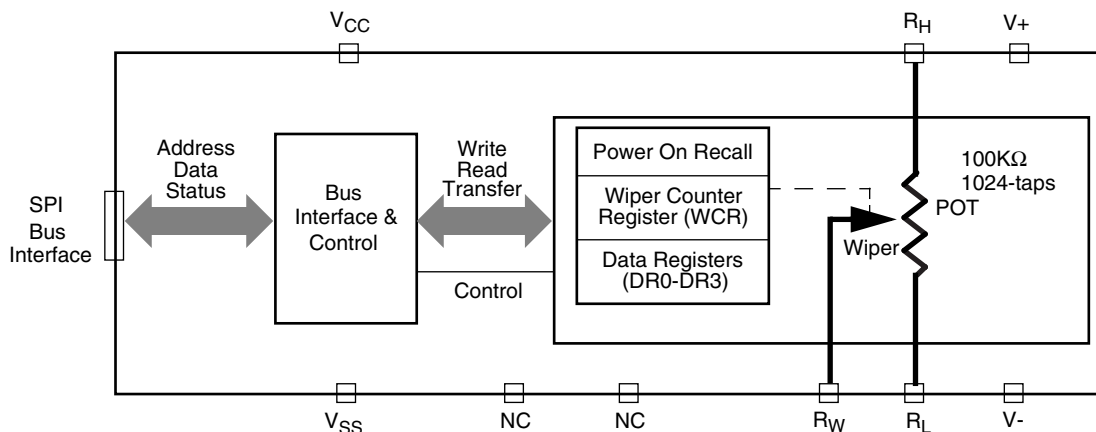 VCC
RH
V+
Address
Data
Status
Write
Read
Transfer
Power On Recall
100KΩ
1024-taps
SPI
Bus
Interface
Bus
Interface &
Control
Wiper Counter
Register (WCR)
POT
Wiper
Data Registers
(DR0-DR3)
Control
VSS
NC
NC
RW
RL
V-